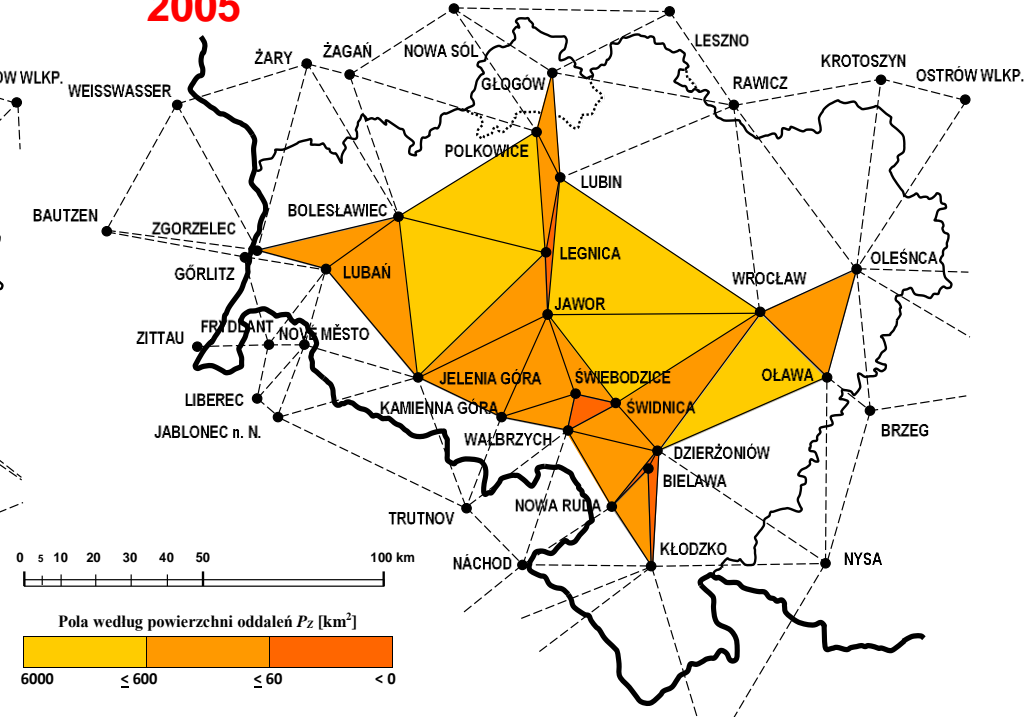 2005
NOWA SÓL
LESZNO
ŻARY
ŻAGAŃ
GŁOGÓW
KROTOSZYN
OSTRÓW WLKP.
ÓW WLKP.
WEISSWASSER
RAWICZ
POLKOWICE
LUBIN
BOLESŁAWIEC
BAUTZEN
ZGORZELEC
LEGNICA
OLEŚNCA
GŐRLITZ
LUBAŃ
WROCŁAW
JAWOR
FRYDLANT
NOVÉ MĚSTO
ZITTAU
JELENIA GÓRA
ŚWIEBODZICE
OŁAWA
LIBEREC
KAMIENNA GÓRA
ŚWIDNICA
JABLONEC n. N.
WAŁBRZYCH
BRZEG
DZIERŻONIÓW
BIELAWA
NOWA RUDA
TRUTNOV
KŁODZKO
NÁCHOD
NYSA
0 5 10 20 30 40 50 100 km
Pola według powierzchni oddaleń PZ [km²]
6000 ≤ 600 ≤ 60 < 0